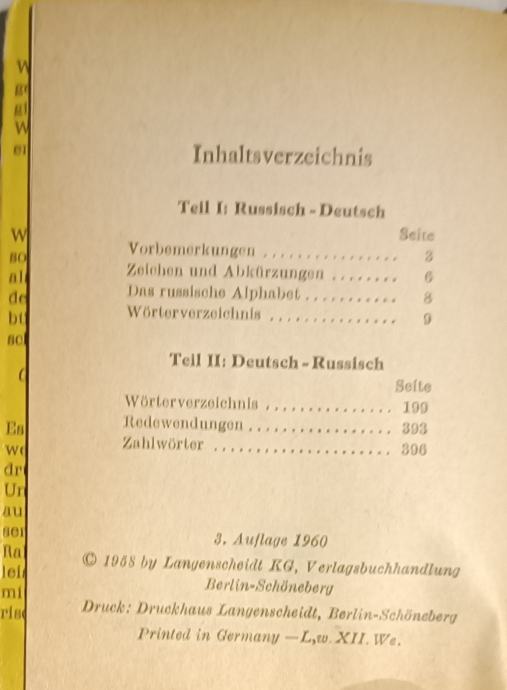 Inhaltsverzeichnis
Teil I: Russisch - Deutsch
Seite
Vorbemerkungen ................ 3
Zeichen und Abkürzungen ........ 6
Das russische Alphabet ........... 8
Wörterverzeichnis ............... 9
Teil II: Deutsch - Russisch
Seite
Wörterverzeichnis ............... 199
Redewendungen ................. 393
Zahlwörter ..................... 396
3. Auflage 1960
© 1958 by Langenscheidt KG, Verlagsbuchhandlung
Berlin-Schöneberg
Druck: Druckhaus Langenscheidt, Berlin-Schöneberg
Printed in Germany — L,w. XII. We.